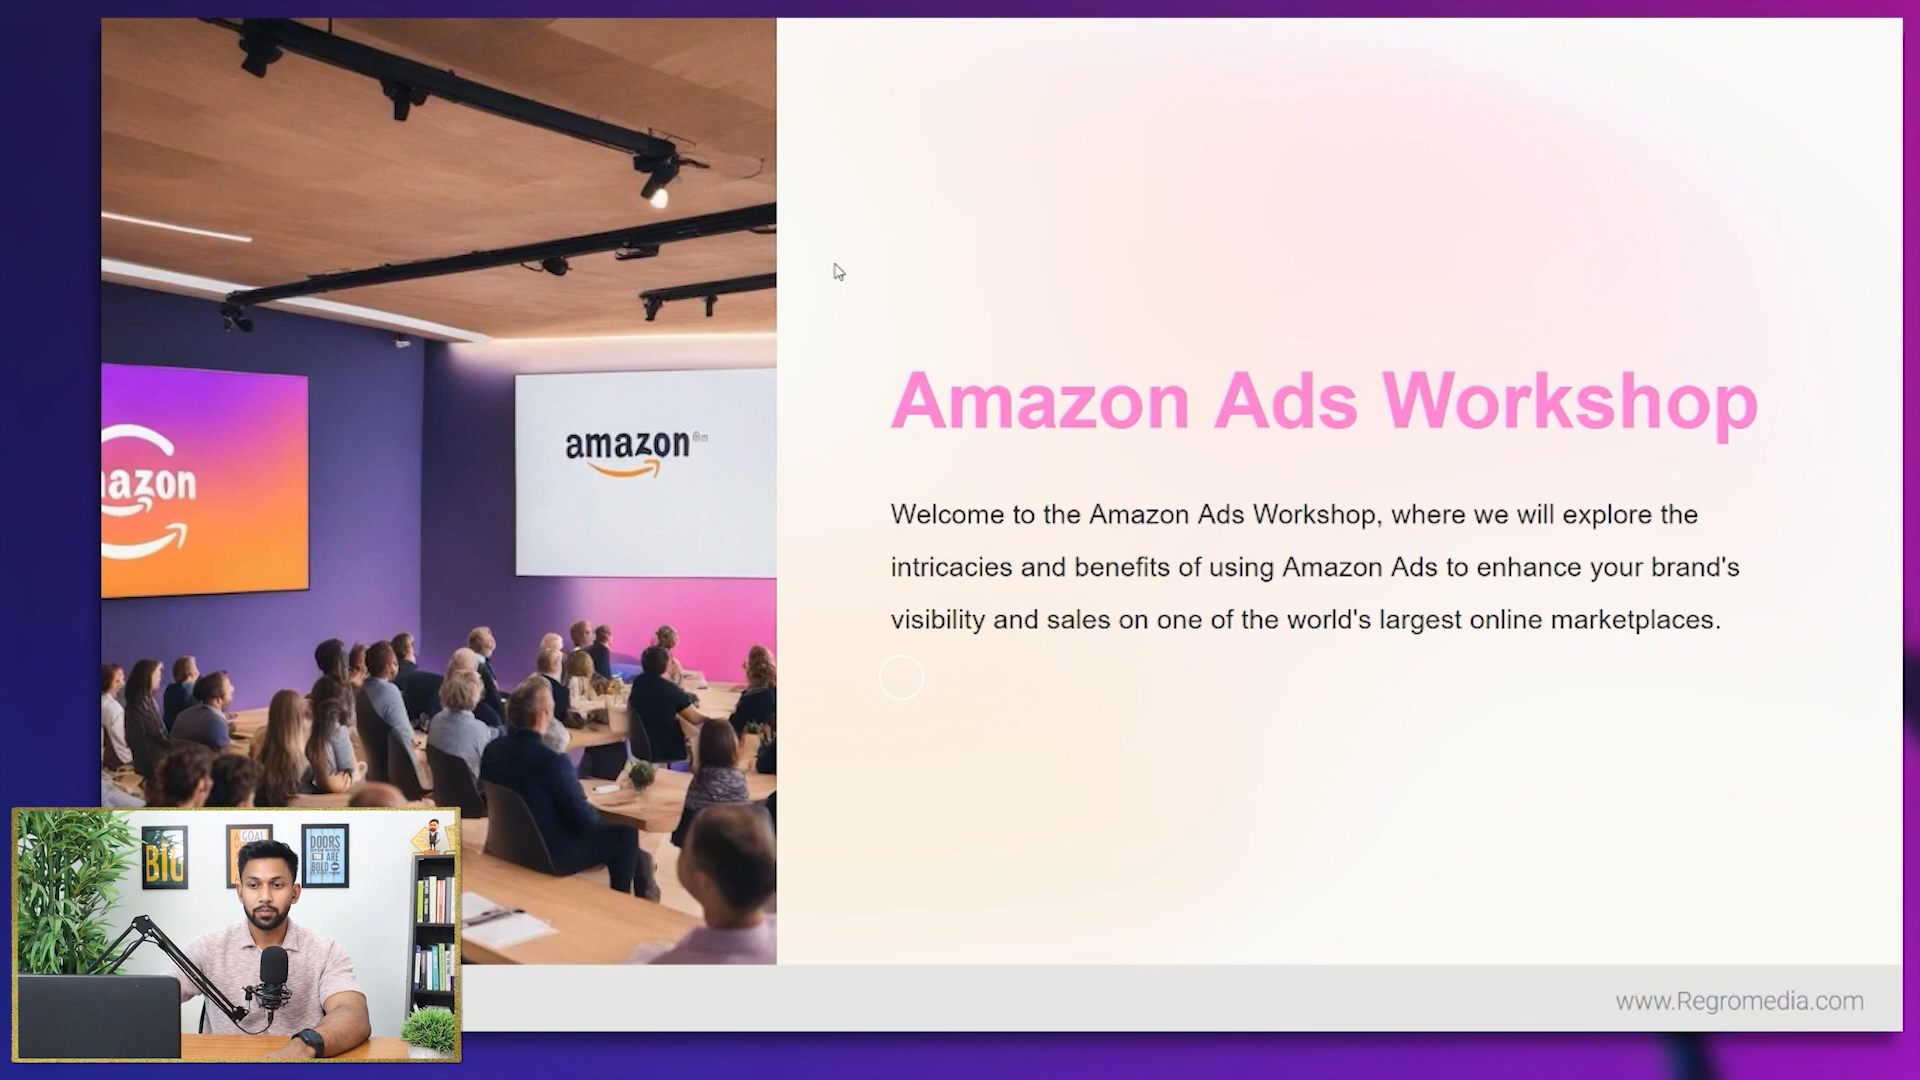 azon
amazon
Amazon Ads Workshop
Welcome to the Amazon Ads Workshop, where we will explore the
intricacies and benefits of using Amazon Ads to enhance your brand's
visibility and sales on one of the world's largest online marketplaces.
BIG
A GOAL
DOORS
YOU ARE
BOLD
www.Regromedia.com